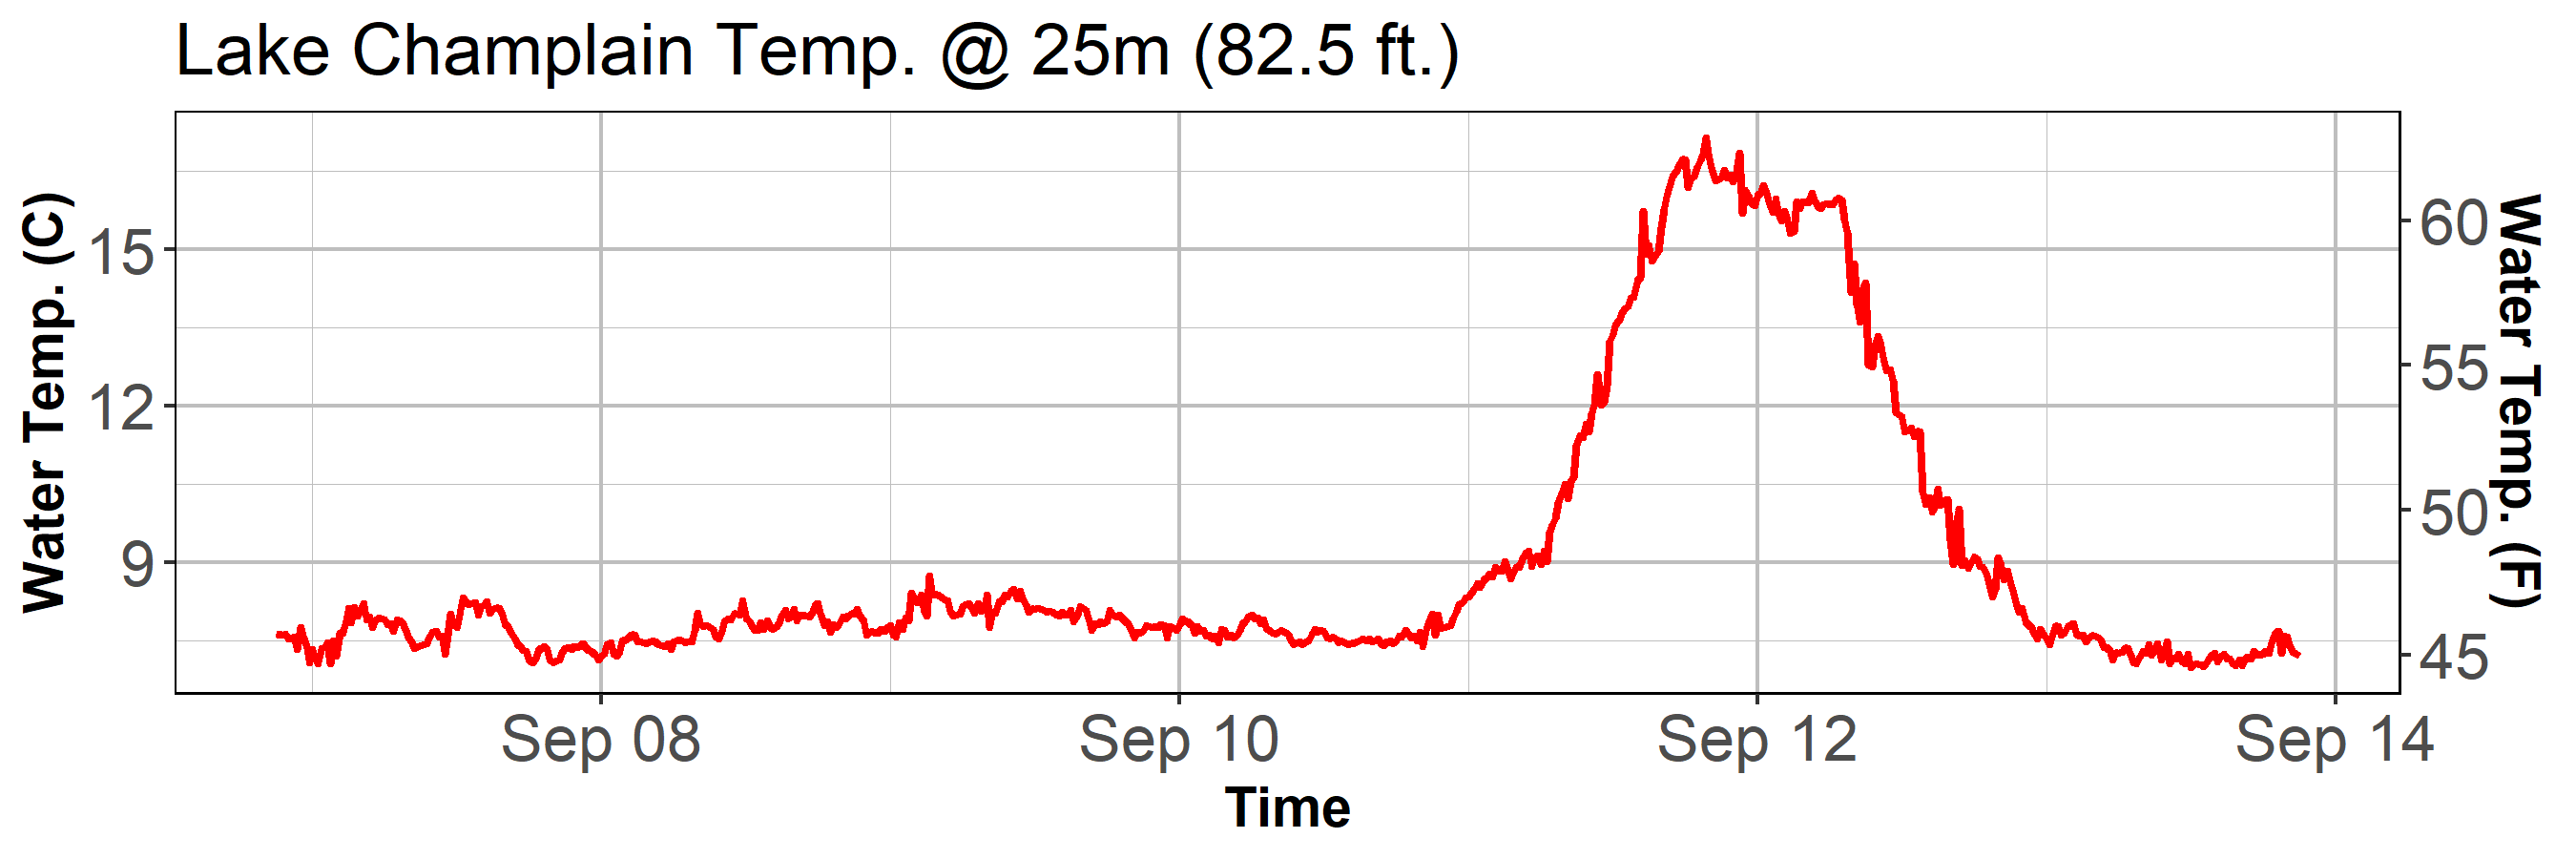 Lake Champlain Temp. @ 25m (82.5 ft.)
Water Temp. (C)
15
12
9
60
55
50
45
Water Temp. (F)
Sep 08
Sep 10
Sep 12
Sep 14
Time